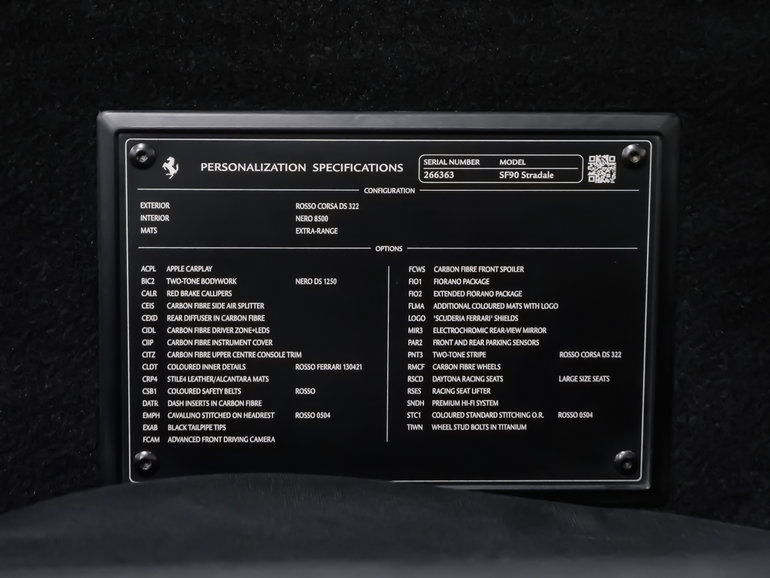 PERSONALIZATION SPECIFICATIONS
SERIAL NUMBER MODEL
266363 SF90 Stradale
CONFIGURATION
EXTERIOR ROSSO CORSA DS 322
INTERIOR NERO 8500
MATS EXTRA-RANGE
OPTIONS
ACPL APPLE CARPLAY
BIC2 TWO-TONE BODYWORK NERO DS 1250
CALR RED BRAKE CALLIPERS
CEIS CARBON FIBRE SIDE AIR SPLITTER
CEXD REAR DIFFUSER IN CARBON FIBRE
CIDL CARBON FIBRE DRIVER ZONE+LEDS
CIIP CARBON FIBRE INSTRUMENT COVER
CITZ CARBON FIBRE UPPER CENTRE CONSOLE TRIM
CLDT COLOURED INNER DETAILS ROSSO FERRARI 130421
CRP4 STILE4 LEATHER/ALCANTARA MATS
CSB1 COLOURED SAFETY BELTS ROSSO
DATR DASH INSERTS IN CARBON FIBRE
EMPH CAVALLINO STITCHED ON HEADREST ROSSO 0504
EXAB BLACK TAILPIPE TIPS
FCAM ADVANCED FRONT DRIVING CAMERA
FCWS CARBON FIBRE FRONT SPOILER
FIO1 FIORANO PACKAGE
FIO2 EXTENDED FIORANO PACKAGE
FLMA ADDITIONAL COLOURED MATS WITH LOGO
LOGO 'SCUDERIA FERRARI' SHIELDS
MIR3 ELECTROCHROMIC REAR-VIEW MIRROR
PAR2 FRONT AND REAR PARKING SENSORS
PNT3 TWO-TONE STRIPE ROSSO CORSA DS 322
RMCF CARBON FIBRE WHEELS
RSCD DAYTONA RACING SEATS LARGE SIZE SEATS
RSES RACING SEAT LIFTER
SNDH PREMIUM HI-FI SYSTEM
STC1 COLOURED STANDARD STITCHING O.R. ROSSO 0504
TIWN WHEEL STUD BOLTS IN TITANIUM